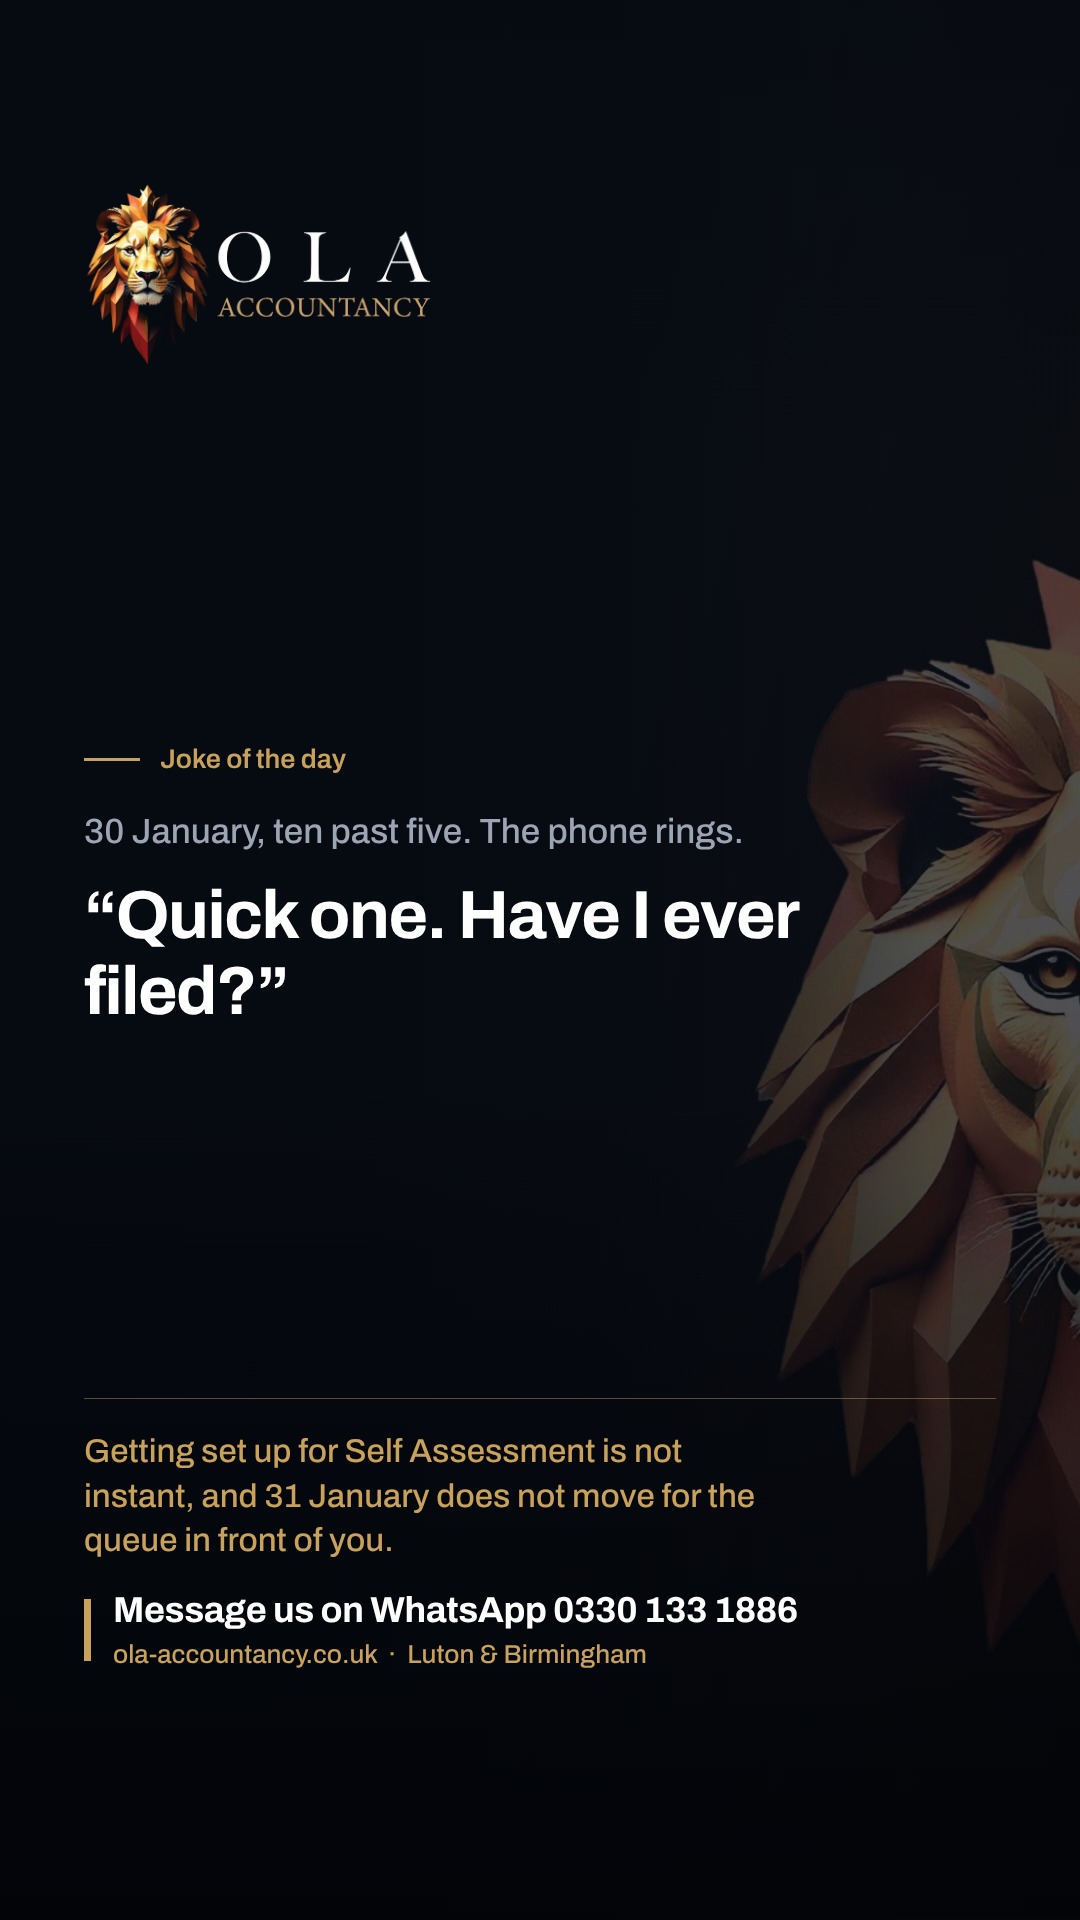 OLA
ACCOUNTANCY
Joke of the day
30 January, ten past five. The phone rings.
“Quick one. Have I ever
filed?”
Getting set up for Self Assessment is not
instant, and 31 January does not move for the
queue in front of you.
Message us on WhatsApp 0330 133 1886
ola-accountancy.co.uk · Luton & Birmingham